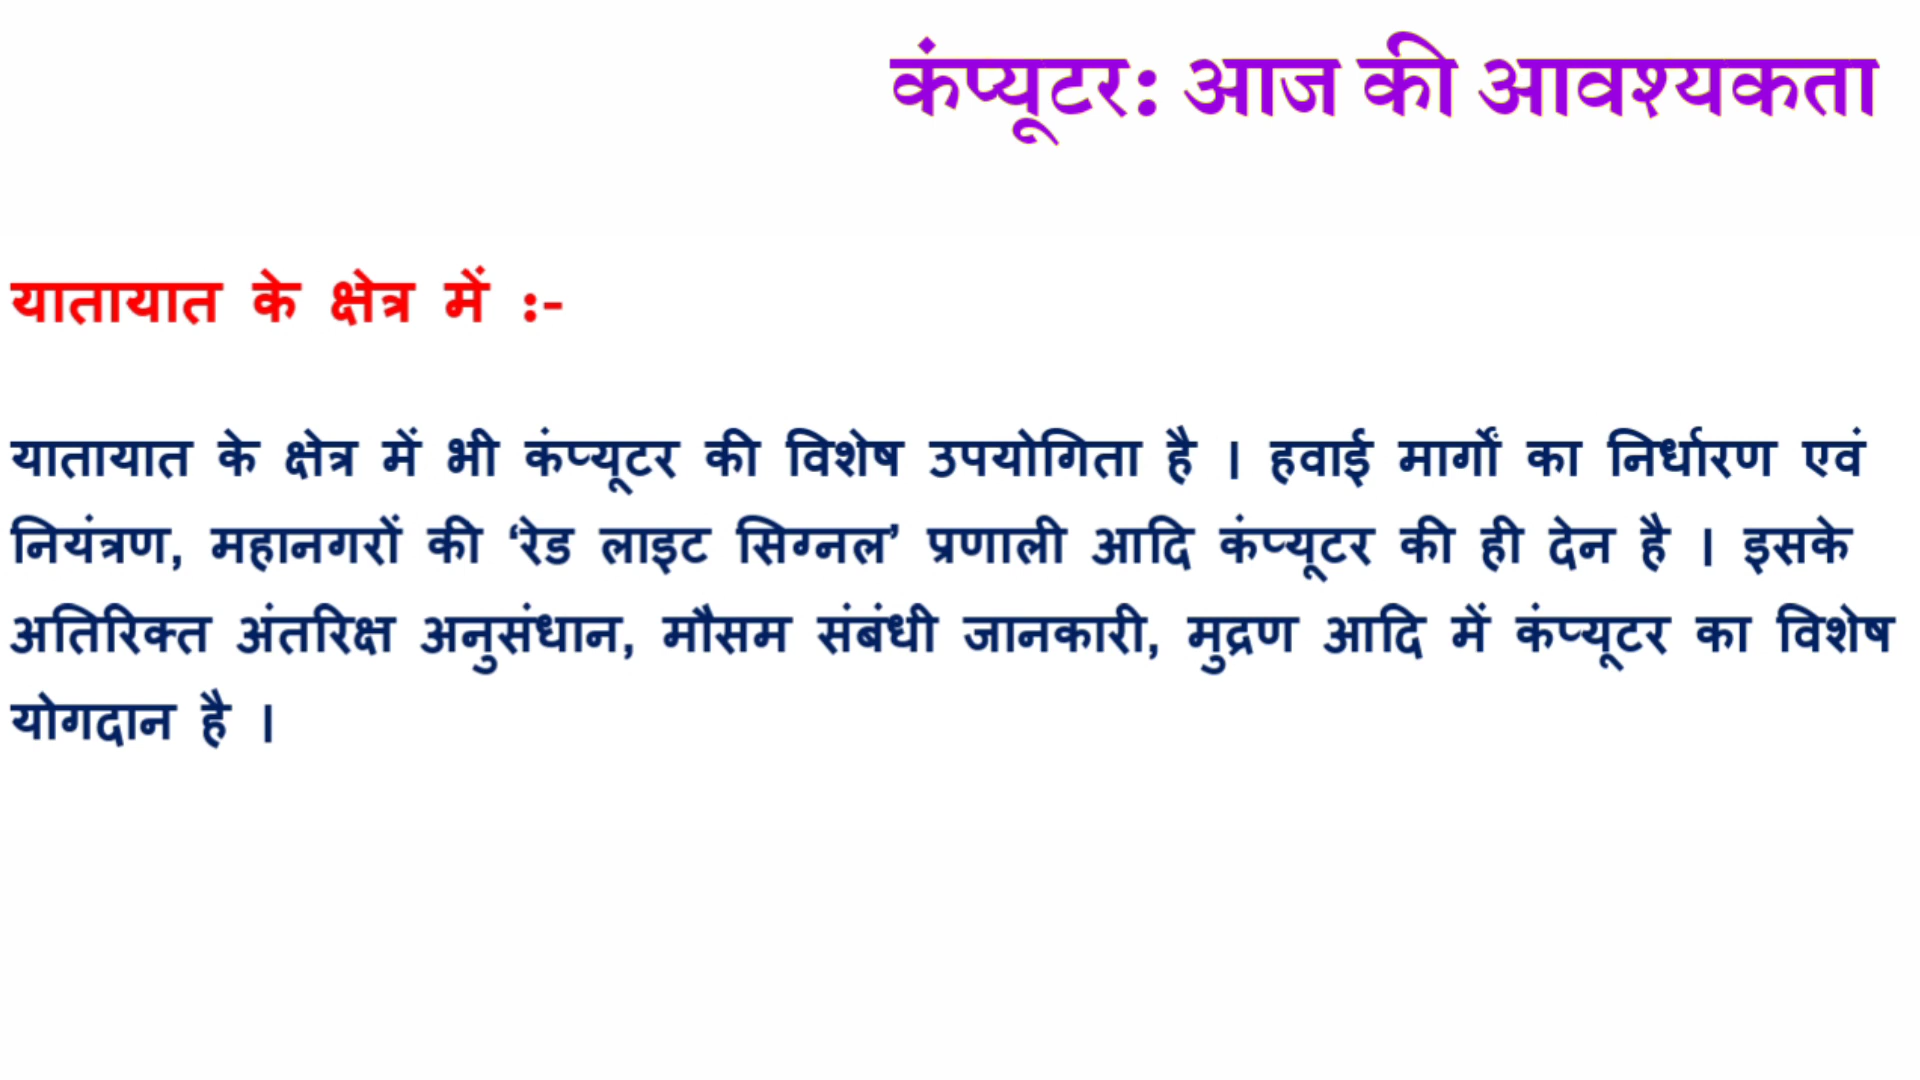 कंप्यूटर: आज की आवश्यकता
यातायात के क्षेत्र में :-
यातायात के क्षेत्र में भी कंप्यूटर की विशेष उपयोगिता है । हवाई मार्गों का निर्धारण एवं
नियंत्रण, महानगरों की ‘रेड लाइट सिग्नल’ प्रणाली आदि कंप्यूटर की ही देन है । इसके
अतिरिक्त अंतरिक्ष अनुसंधान, मौसम संबंधी जानकारी, मुद्रण आदि में कंप्यूटर का विशेष
योगदान है ।